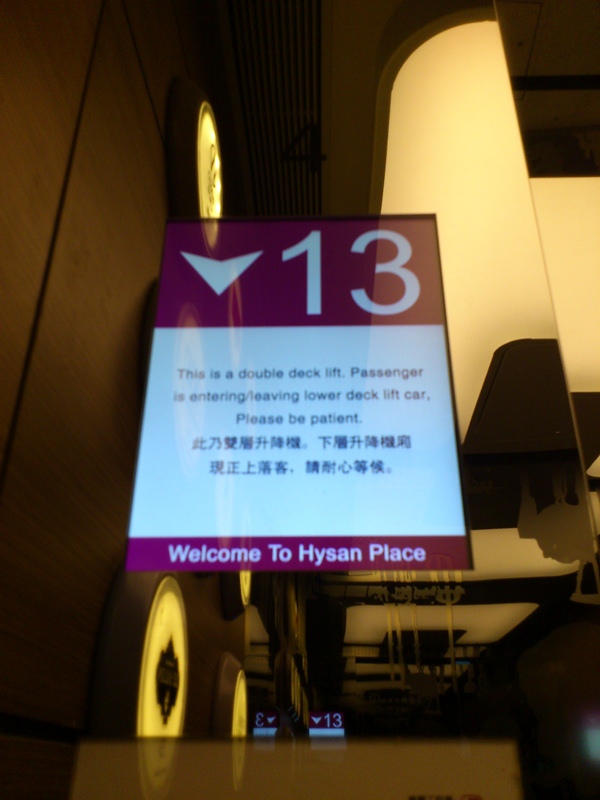 4
▼13
This is a double deck lift. Passenger
is entering/leaving lower deck lift car,
Please be patient.
此乃雙層升降機。下層升降機廂
現正上落客，請耐心等候。
Welcome To Hysan Place
▼13